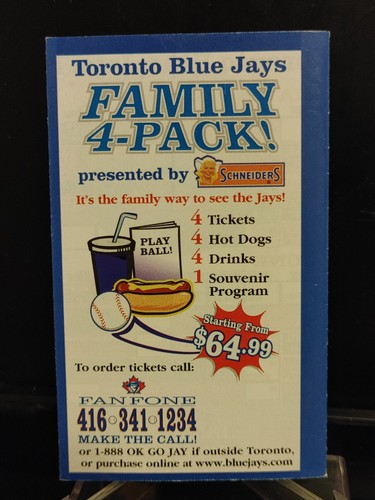 Toronto Blue Jays
FAMILY
4-PACK!
presented by SCHNEIDERS
It's the family way to see the Jays!
PLAY
BALL!
4 Tickets
4 Hot Dogs
4 Drinks
1 Souvenir
Program
Starting From
$64.99
To order tickets call:
FANFONE
416·341·1234
MAKE THE CALL!
or 1-888 OK GO JAY if outside Toronto,
or purchase online at www.bluejays.com